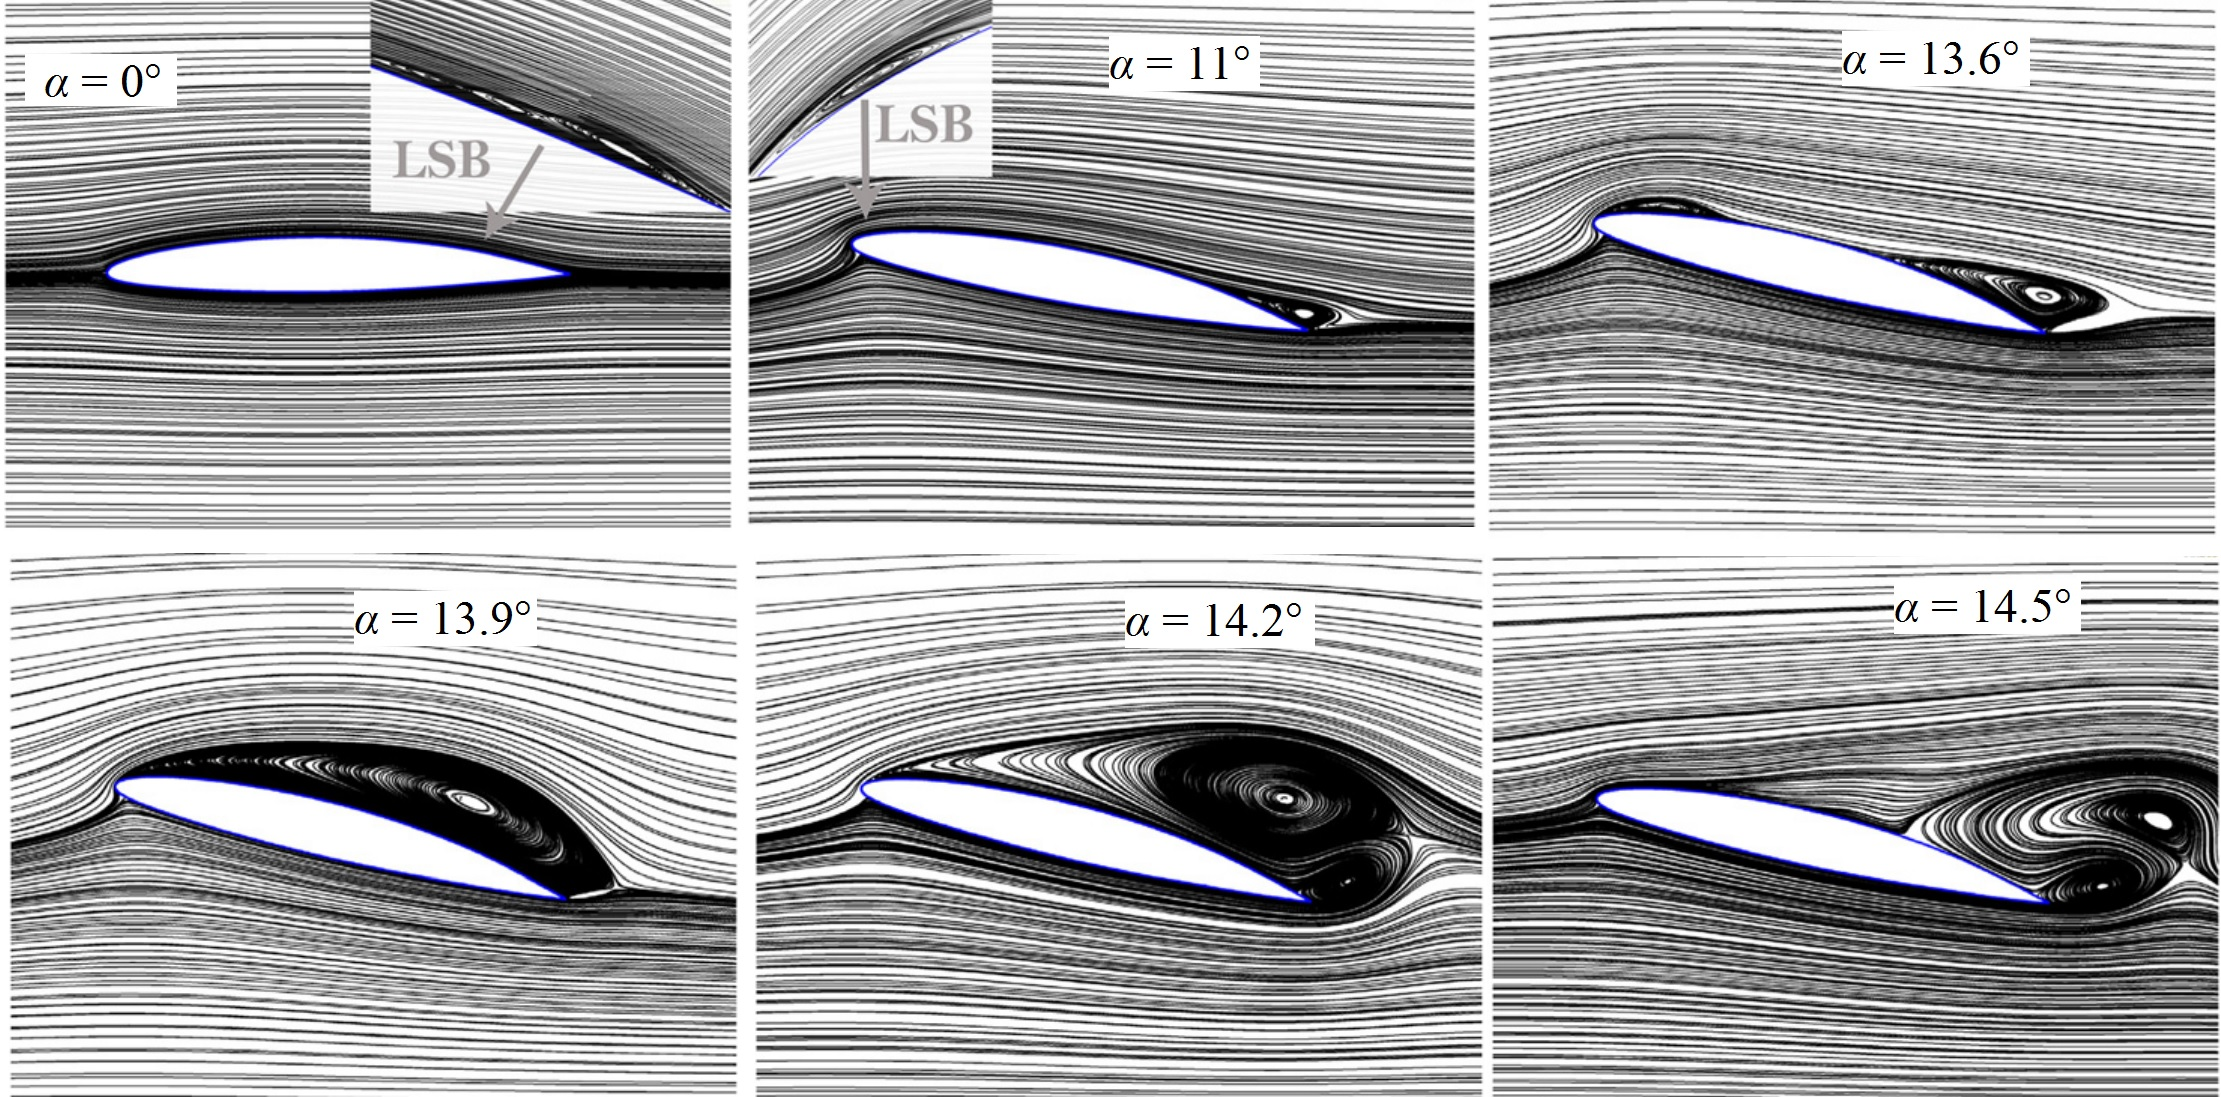 α = 0°
LSB
α = 11°
LSB
α = 13.6°
α = 13.9°
α = 14.2°
α = 14.5°